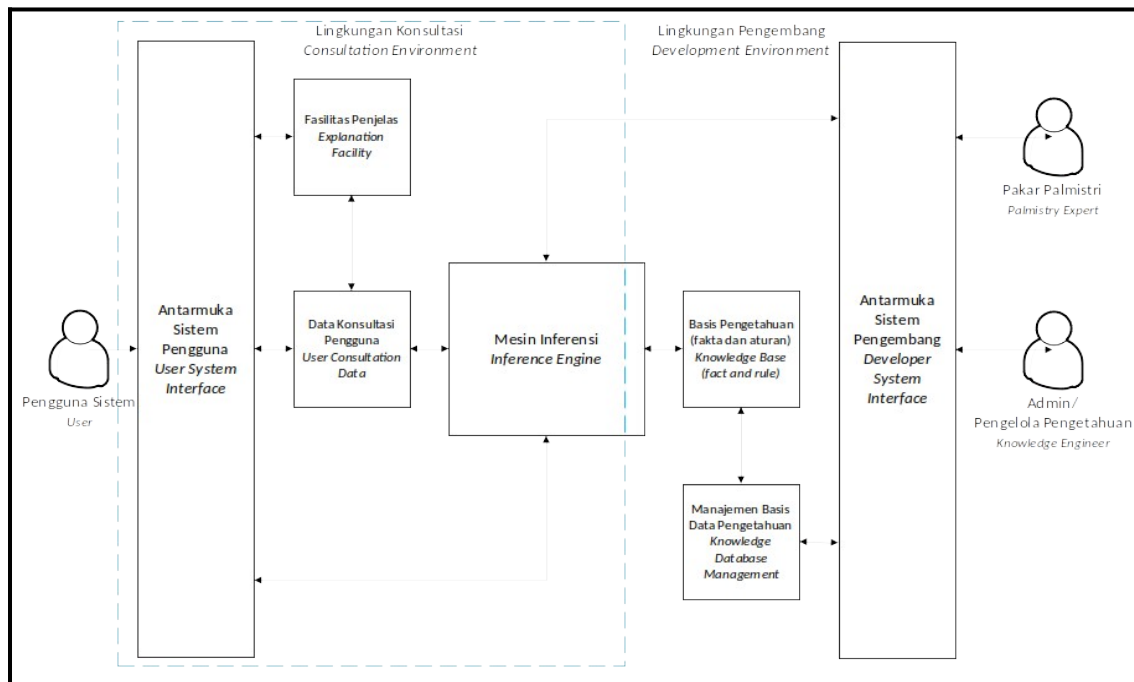 Lingkungan Konsultasi
Consultation Environment
Lingkungan Pengembang
Development Environment
Fasilitas Penjelas
Explanation
Facility
Pakar Palmistri
Palmistry Expert
Antarmuka
Sistem
Pengguna
User System
Interface
Data Konsultasi
Pengguna
User Consultation
Data
Mesin Inferensi
Inference Engine
Basis Pengetahuan
(fakta dan aturan)
Knowledge Base
(fact and rule)
Antarmuka
Sistem
Pengembang
Developer
System
Interface
Pengguna Sistem
User
Admin/
Pengelola Pengetahuan
Knowledge Engineer
Manajemen Basis
Data Pengetahuan
Knowledge
Database
Management